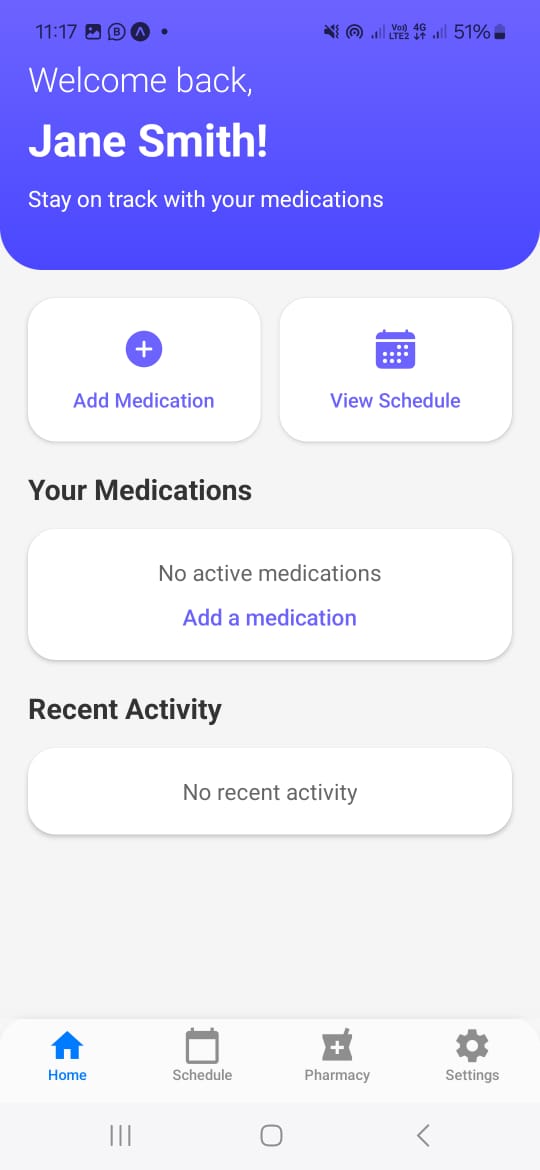 11:17
Vo)) 4G
LTE2 51%
Welcome back,
Jane Smith!
Stay on track with your medications
Add Medication
View Schedule
Your Medications
No active medications
Add a medication
Recent Activity
No recent activity
Home
Schedule
Pharmacy
Settings